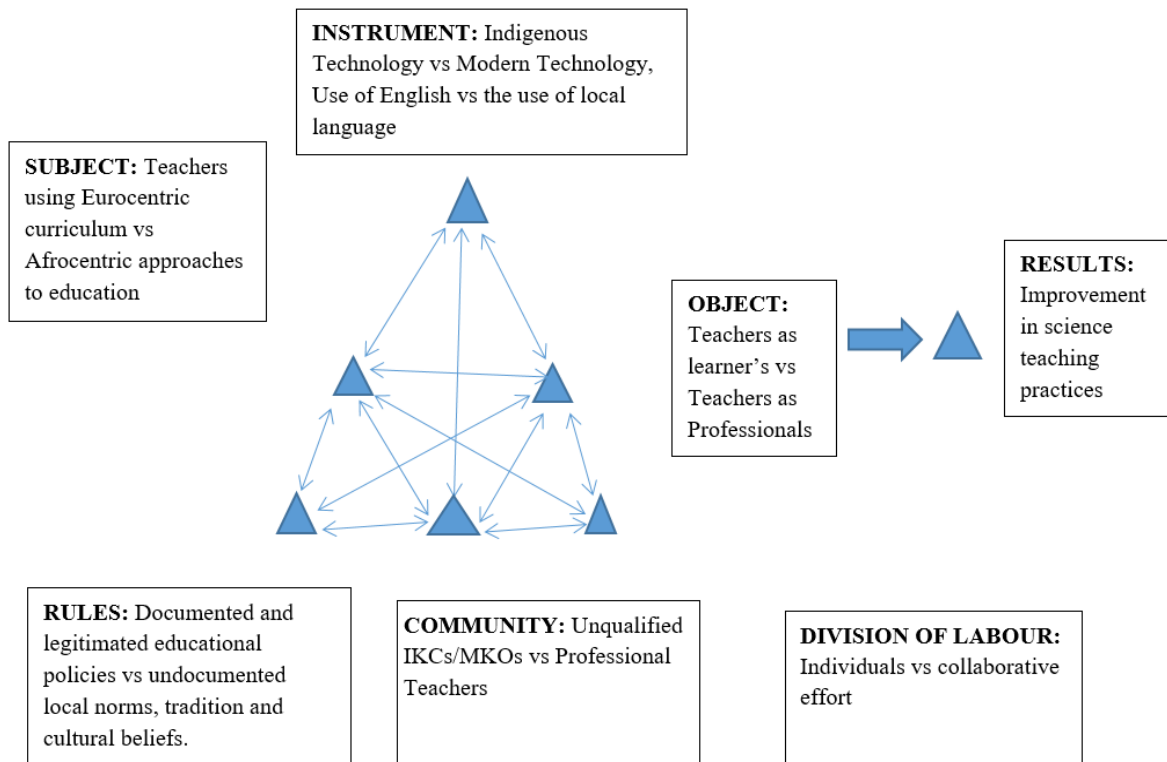 INSTRUMENT: Indigenous
Technology vs Modern Technology,
Use of English vs the use of local
language
SUBJECT: Teachers
using Eurocentric
curriculum vs
Afrocentric approaches
to education
OBJECT:
Teachers as
learner’s vs
Teachers as
Professionals
RESULTS:
Improvement
in science
teaching
practices
RULES: Documented and
legitimated educational
policies vs undocumented
local norms, tradition and
cultural beliefs.
COMMUNITY: Unqualified
IKCs/MKOs vs Professional
Teachers
DIVISION OF LABOUR:
Individuals vs collaborative
effort